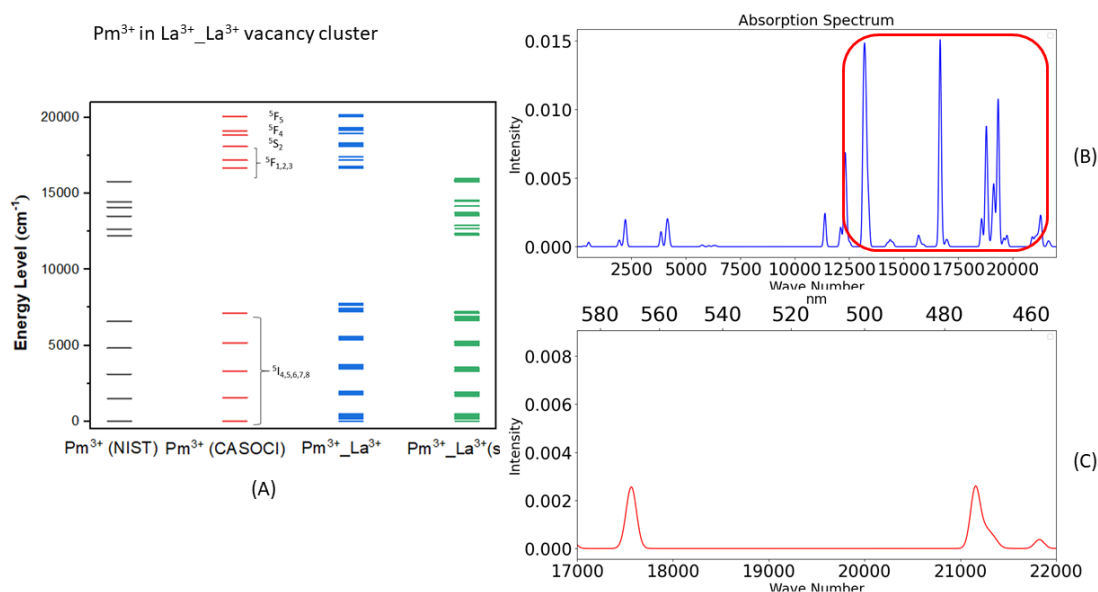 Pm³⁺ in La³⁺_La³⁺ vacancy cluster
Energy Level (cm⁻¹)
20000
15000
10000
5000
0
⁵F₅
⁵F₄
⁵S₂
⁵F₁,₂,₃
⁵I₄,₅,₆,₇,₈
Pm³⁺ (NIST) Pm³⁺ (CASOCI) Pm³⁺_La³⁺ Pm³⁺_La³⁺(s
(A)
Absorption Spectrum
Intensity
0.015
0.010
0.005
0.000
2500 5000 7500 10000 12500 15000 17500 20000
Wave Number
(B)
nm
580 560 540 520 500 480 460
Intensity
0.008
0.006
0.004
0.002
0.000
17000 18000 19000 20000 21000 22000
Wave Number
(C)